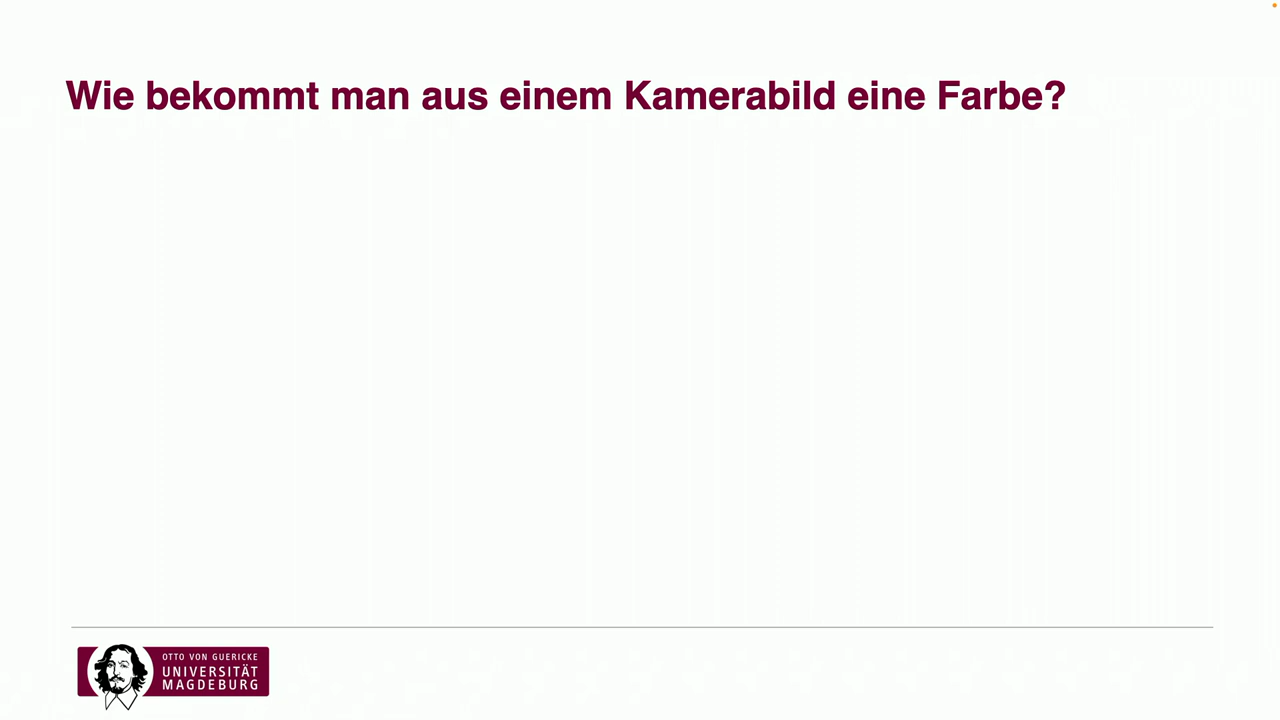 Wie bekommt man aus einem Kamerabild eine Farbe?
OTTO VON GUERICKE
UNIVERSITÄT
MAGDEBURG